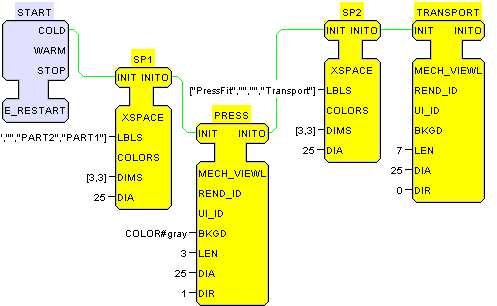 START
COLD
WARM
STOP
E_RESTART
SP1
INIT INITO
XSPACE
","","PART2","PART1"] LBLS
COLORS
[3,3] DIMS
25 DIA
PRESS
INIT INITO
MECH_VIEWL
REND_ID
UI_ID
COLOR#gray BKGD
3 LEN
25 DIA
1 DIR
SP2
INIT INITO
XSPACE
["PressFit","","","Transport"] LBLS
COLORS
[3,3] DIMS
25 DIA
TRANSPORT
INIT INITO
MECH_VIEWL
REND_ID
UI_ID
BKGD
7 LEN
25 DIA
0 DIR